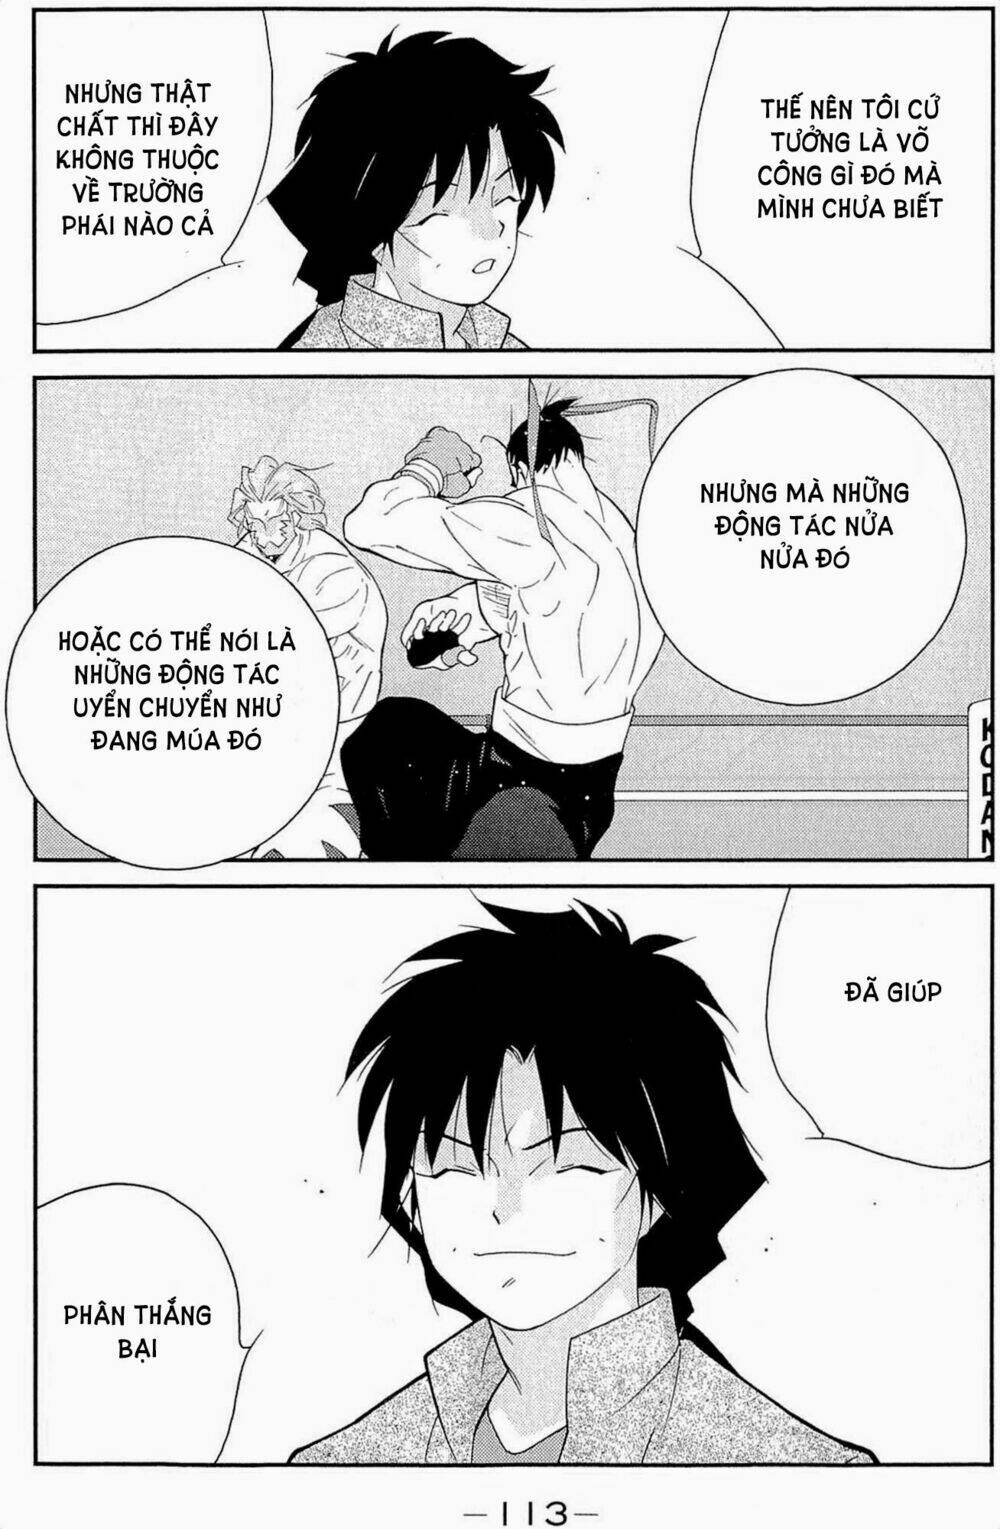 THẾ NÊN TÔI CỨ
TƯỞNG LÀ VÕ
CÔNG GÌ ĐÓ MÀ
MÌNH CHƯA BIẾT
NHƯNG THẬT
CHẤT THÌ ĐÂY
KHÔNG THUỘC
VỀ TRƯỜNG
PHÁI NÀO CẢ
NHƯNG MÀ NHỮNG
ĐỘNG TÁC NỬA
NỬA ĐÓ
HOẶC CÓ THỂ NÓI LÀ
NHỮNG ĐỘNG TÁC
UYỂN CHUYỂN NHƯ
ĐANG MÚA ĐÓ
KODAN
ĐÃ GIÚP
PHÂN THẮNG
BẠI
—113—